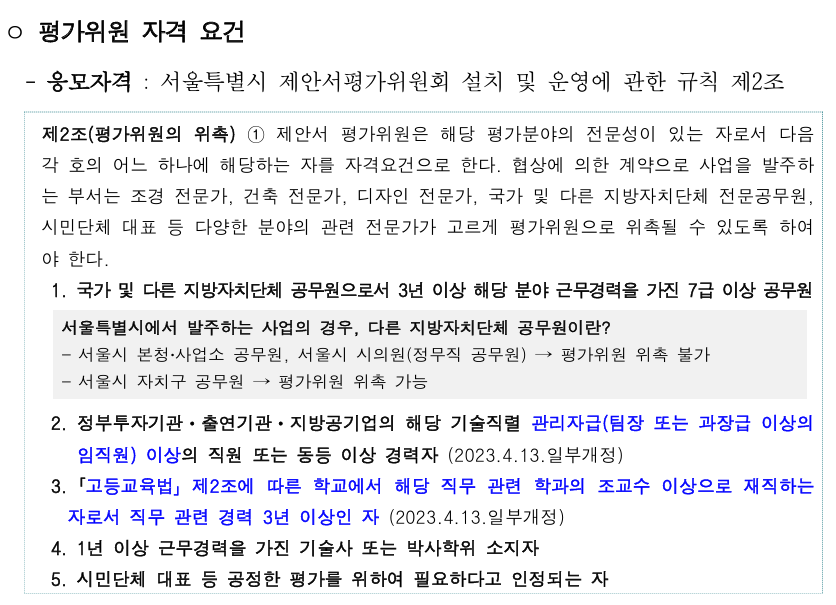 ○ 평가위원 자격 요건
- 응모자격 : 서울특별시 제안서평가위원회 설치 및 운영에 관한 규칙 제2조
제2조(평가위원의 위촉) ① 제안서 평가위원은 해당 평가분야의 전문성이 있는 자로서 다음
각 호의 어느 하나에 해당하는 자를 자격요건으로 한다. 협상에 의한 계약으로 사업을 발주하
는 부서는 조경 전문가, 건축 전문가, 디자인 전문가, 국가 및 다른 지방자치단체 전문공무원,
시민단체 대표 등 다양한 분야의 관련 전문가가 고르게 평가위원으로 위촉될 수 있도록 하여
야 한다.
1. 국가 및 다른 지방자치단체 공무원으로서 3년 이상 해당 분야 근무경력을 가진 7급 이상 공무원
서울특별시에서 발주하는 사업의 경우, 다른 지방자치단체 공무원이란?
- 서울시 본청·사업소 공무원, 서울시 시의원(정무직 공무원) → 평가위원 위촉 불가
- 서울시 자치구 공무원 → 평가위원 위촉 가능
2. 정부투자기관·출연기관·지방공기업의 해당 기술직렬 관리자급(팀장 또는 과장급 이상의
임직원) 이상의 직원 또는 동등 이상 경력자 (2023.4.13.일부개정)
3. 「고등교육법」 제2조에 따른 학교에서 해당 직무 관련 학과의 조교수 이상으로 재직하는
자로서 직무 관련 경력 3년 이상인 자 (2023.4.13.일부개정)
4. 1년 이상 근무경력을 가진 기술사 또는 박사학위 소지자
5. 시민단체 대표 등 공정한 평가를 위하여 필요하다고 인정되는 자